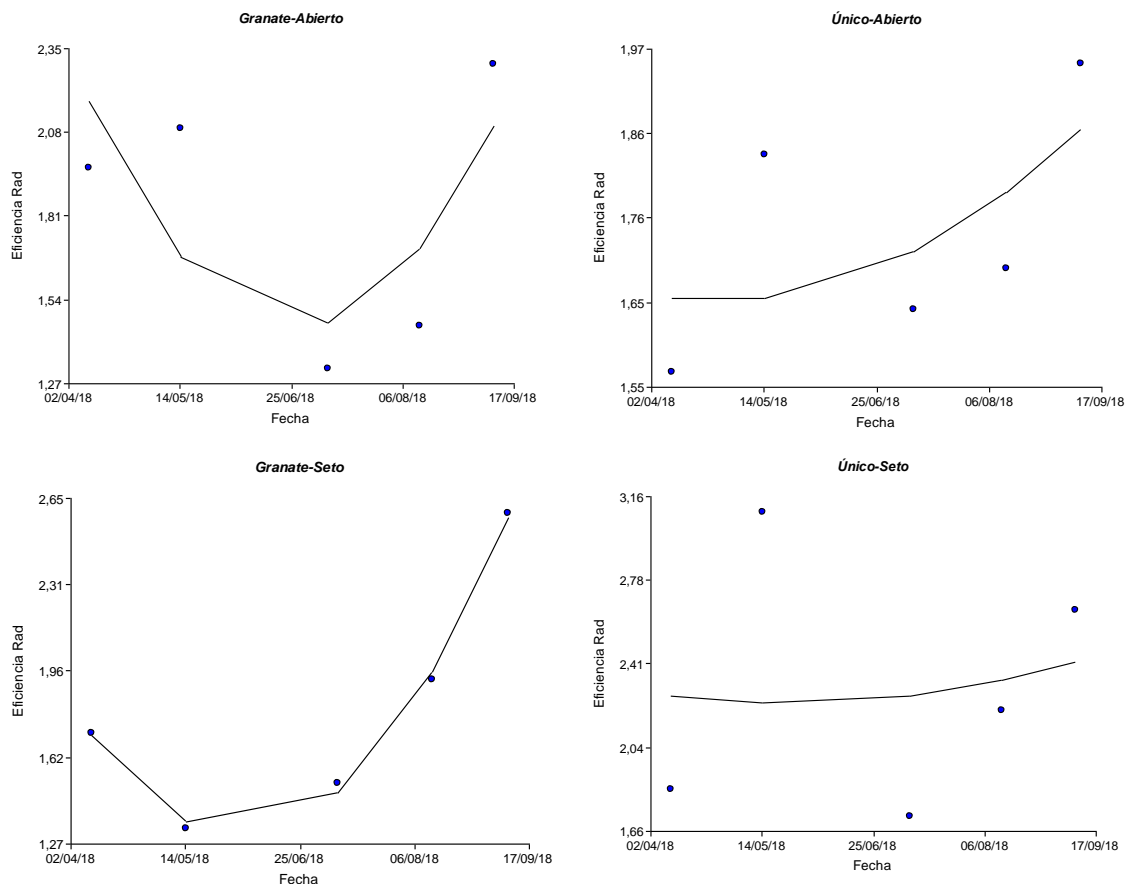 Granate-Abierto
2,35
2,08
1,81
1,54
1,27
Eficiencia Rad
02/04/18 14/05/18 25/06/18 06/08/18 17/09/18
Fecha
Único-Abierto
1,97
1,86
1,76
1,65
1,55
Eficiencia Rad
02/04/18 14/05/18 25/06/18 06/08/18 17/09/18
Fecha
Granate-Seto
2,65
2,31
1,96
1,62
1,27
Eficiencia Rad
02/04/18 14/05/18 25/06/18 06/08/18 17/09/18
Fecha
Único-Seto
3,16
2,78
2,41
2,04
1,66
Eficiencia Rad
02/04/18 14/05/18 25/06/18 06/08/18 17/09/18
Fecha